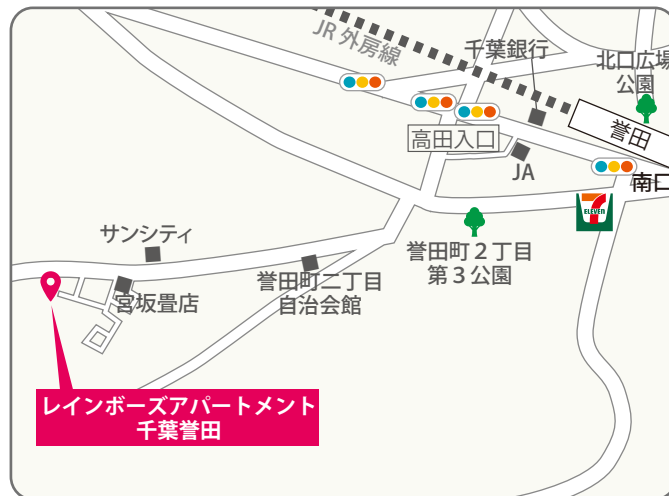 JR 外房線
千葉銀行
北口広場
公園
誉田
高田入口
JA
南口
7
ELEVEN
サンシティ
誉田町２丁目
第３公園
誉田町二丁目
自治会館
宮坂畳店
レインボーズアパートメント
千葉誉田